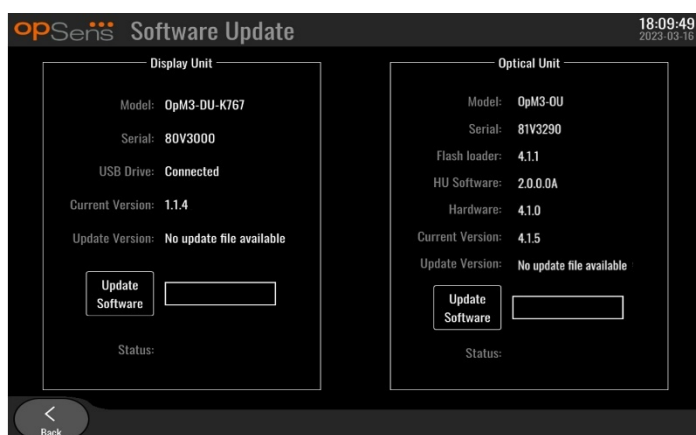 opSens Software Update
18:09:49
2023-03-16
Display Unit
Model: OpM3-DU-K767
Serial: 80V3000
USB Drive: Connected
Current Version: 1.1.4
Update Version: No update file available
Update
Software
Status:
Optical Unit
Model: OpM3-OU
Serial: 81V3290
Flash loader: 4.1.1
HU Software: 2.0.0.0A
Hardware: 4.1.0
Current Version: 4.1.5
Update Version: No update file available
Update
Software
Status:
Back